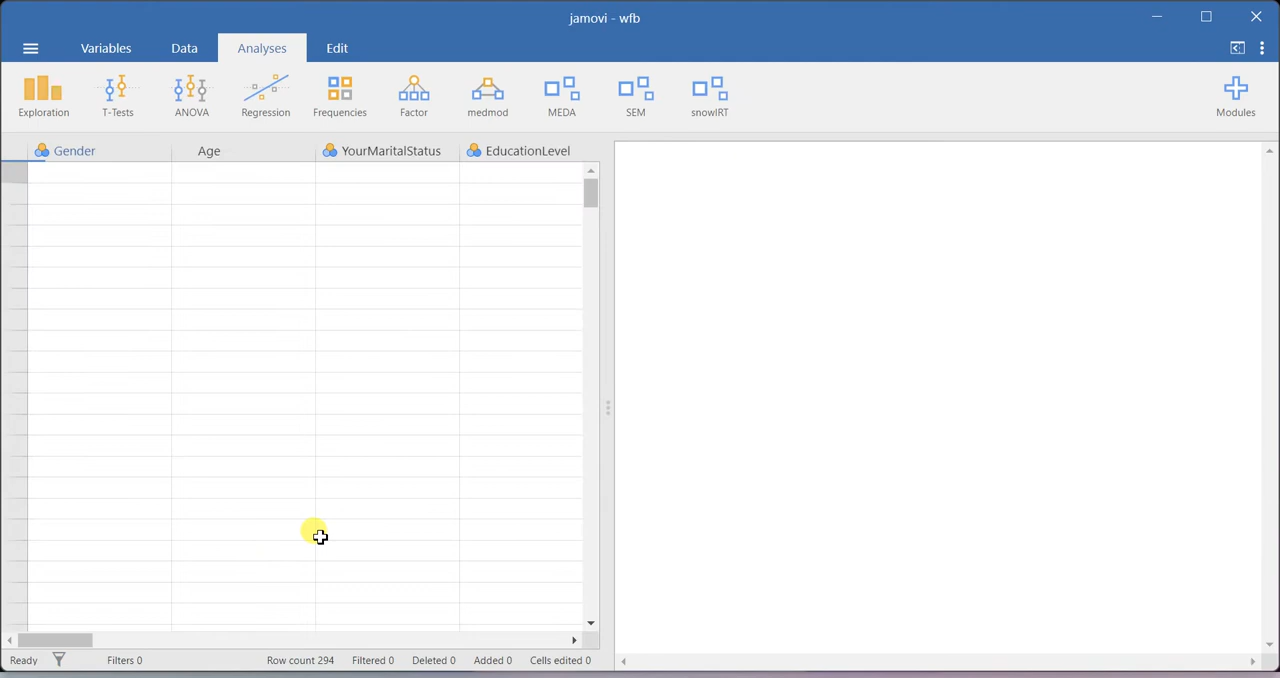 jamovi - wfb
Variables Data Analyses Edit
Exploration T-Tests ANOVA Regression Frequencies Factor medmod MEDA SEM snowIRT Modules
Gender Age YourMaritalStatus EducationLevel
Ready Filters 0 Row count 294 Filtered 0 Deleted 0 Added 0 Cells edited 0